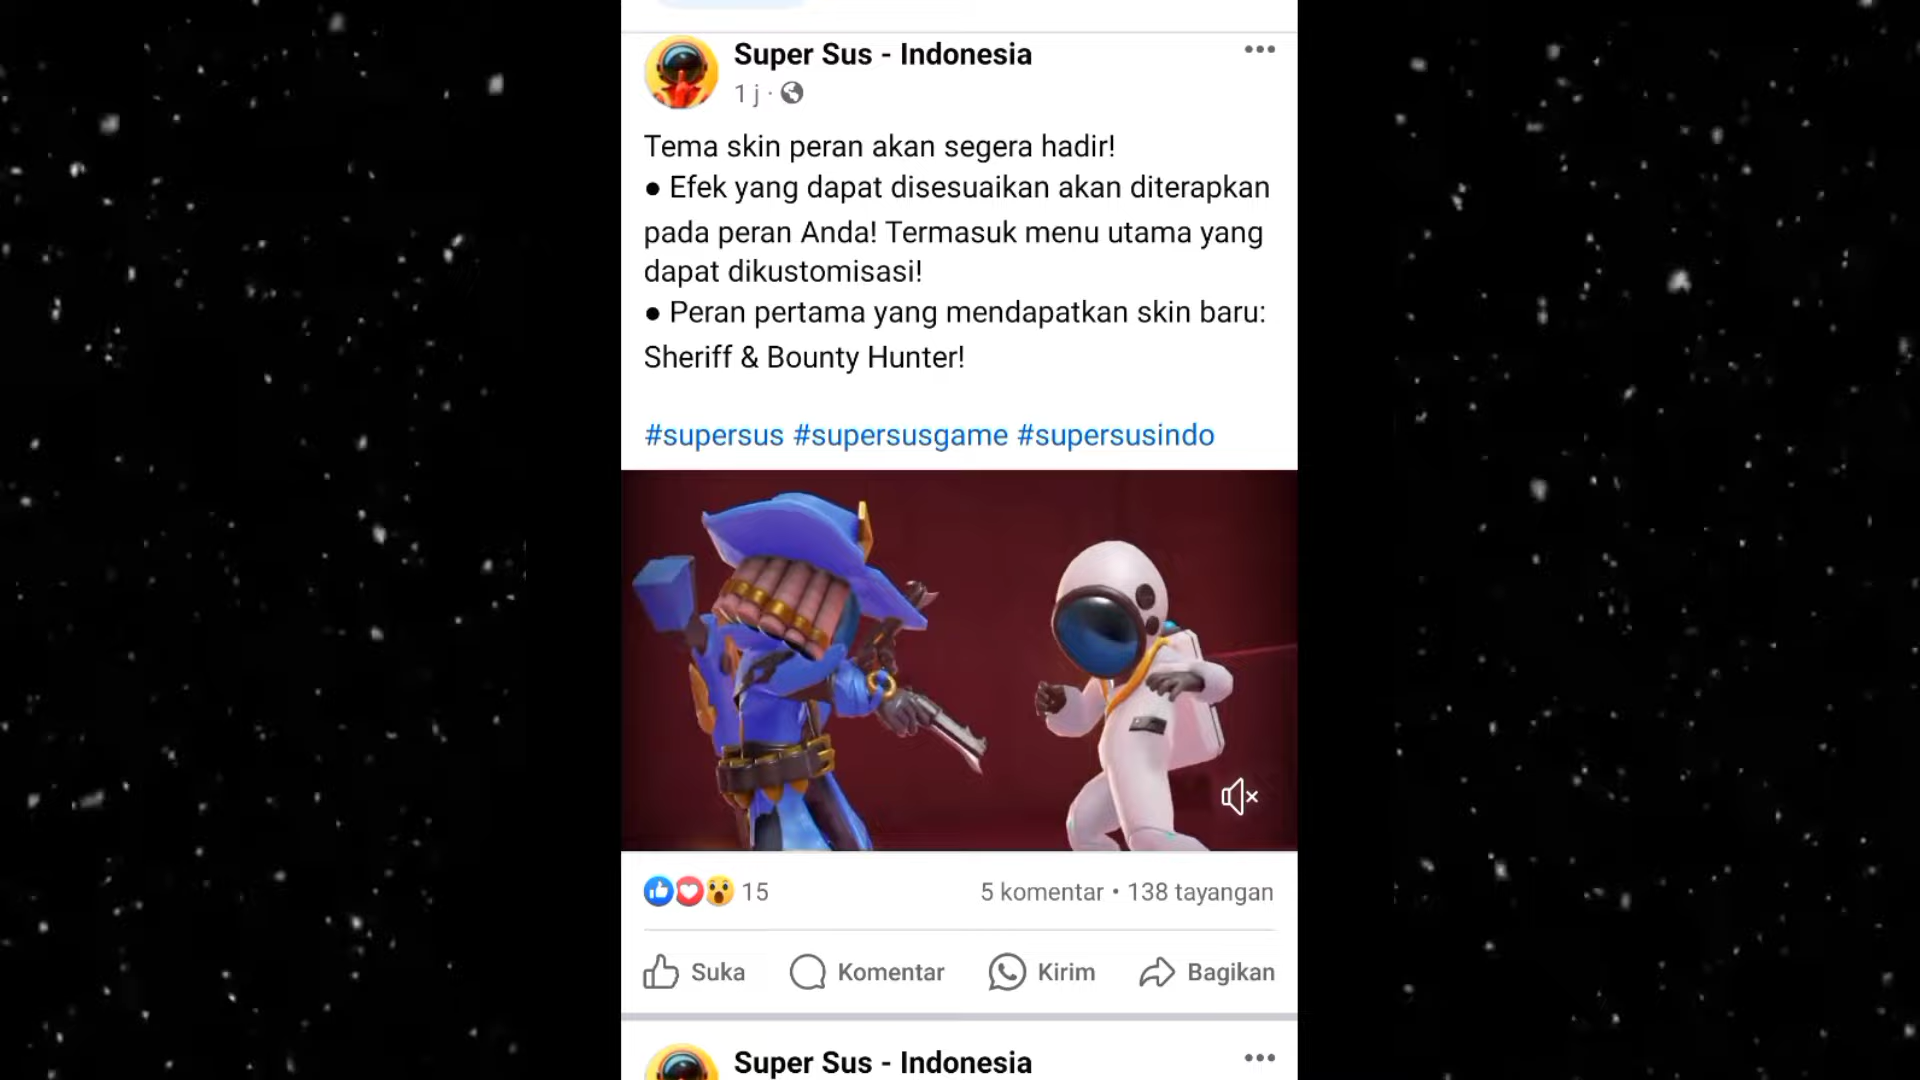 Super Sus - Indonesia
1 j ·
Tema skin peran akan segera hadir!
● Efek yang dapat disesuaikan akan diterapkan
pada peran Anda! Termasuk menu utama yang
dapat dikustomisasi!
● Peran pertama yang mendapatkan skin baru:
Sheriff & Bounty Hunter!
#supersus #supersusgame #supersusindo
15
5 komentar • 138 tayangan
Suka
Komentar
Kirim
Bagikan
Super Sus - Indonesia